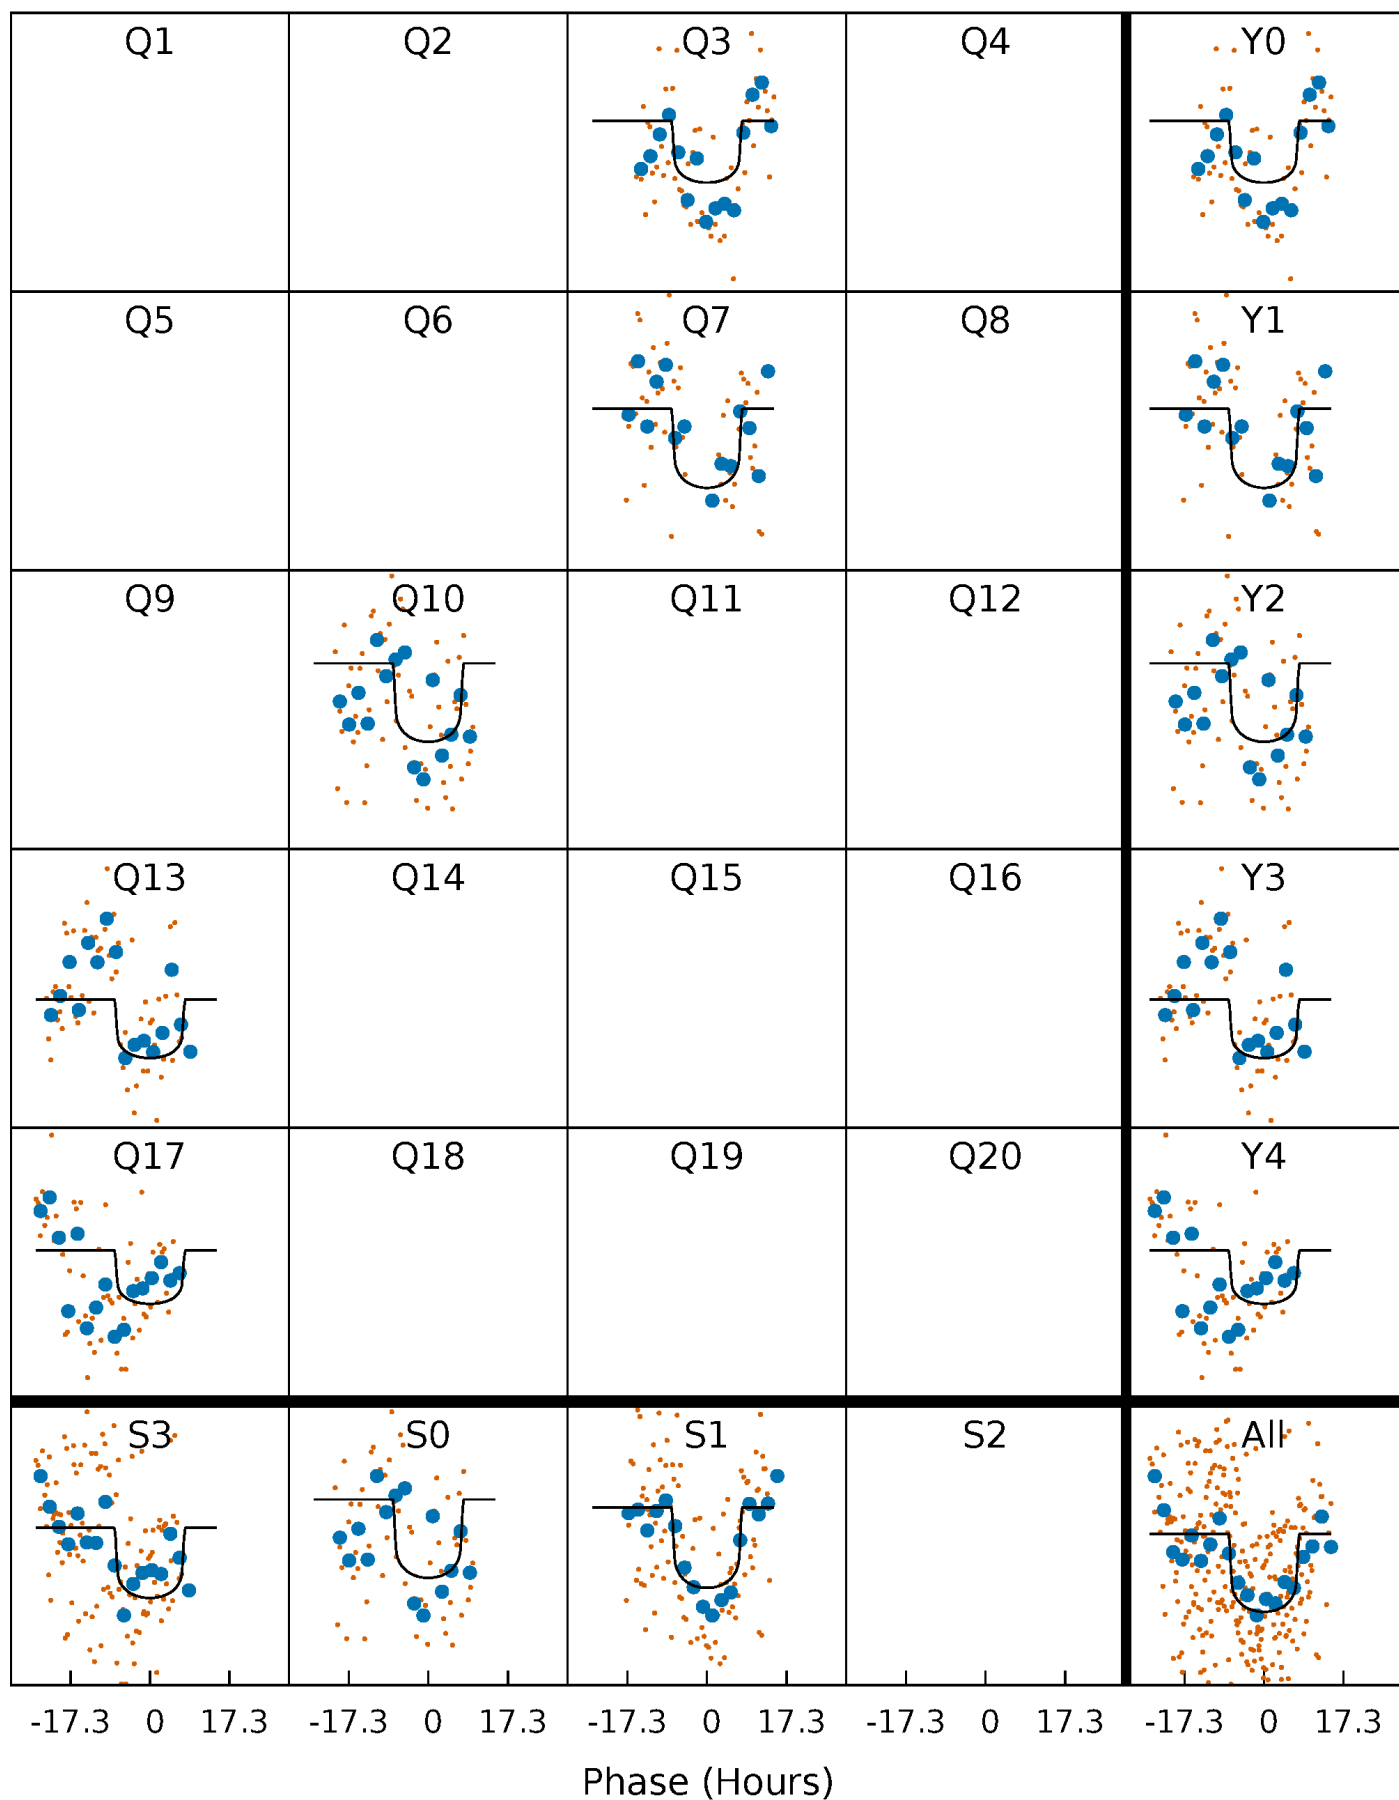 Q1 Q2 Q3 Q4 Y0
Q5 Q6 Q7 Q8 Y1
Q9 Q10 Q11 Q12 Y2
Q13 Q14 Q15 Q16 Y3
Q17 Q18 Q19 Q20 Y4
S3 S0 S1 S2 All
-17.3 0 17.3 -17.3 0 17.3 -17.3 0 17.3 -17.3 0 17.3 -17.3 0 17.3
Phase (Hours)